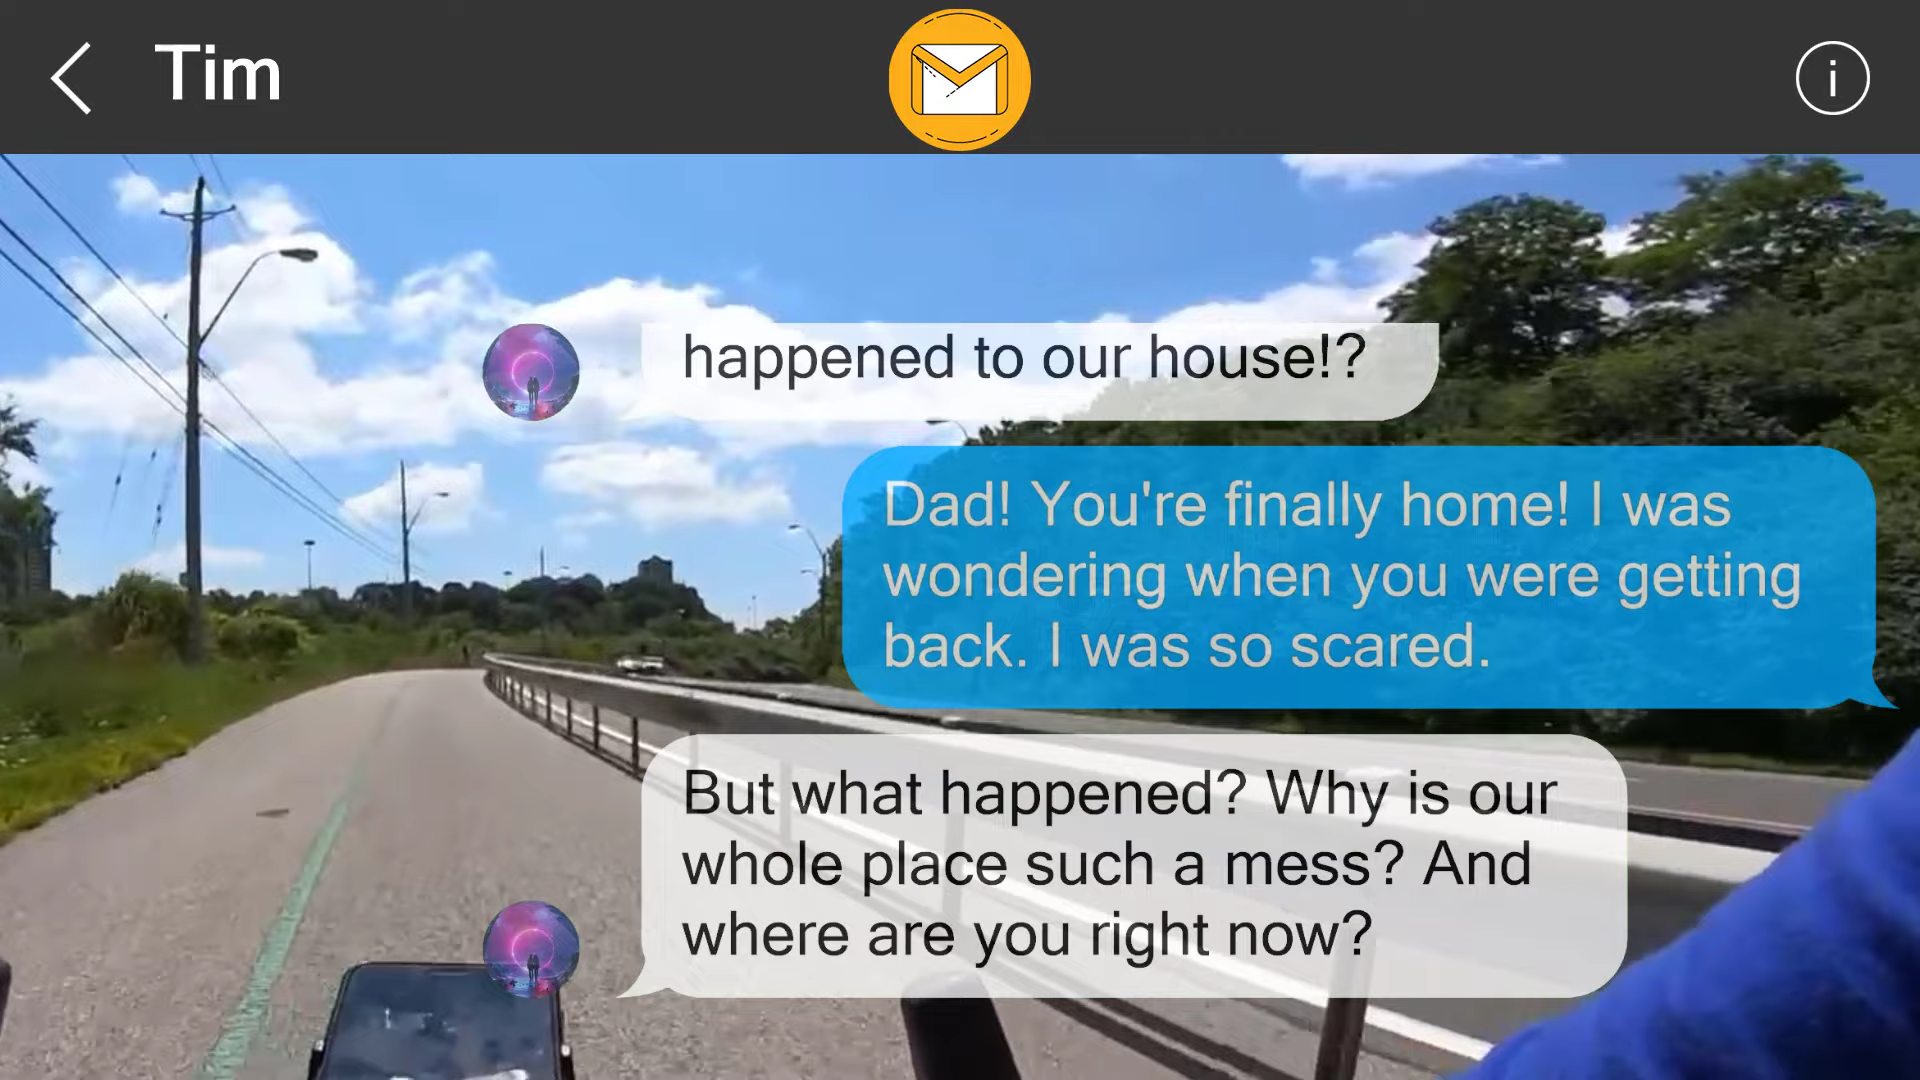 Tim
i
happened to our house!?
Dad! You're finally home! I was
wondering when you were getting
back. I was so scared.
But what happened? Why is our
whole place such a mess? And
where are you right now?